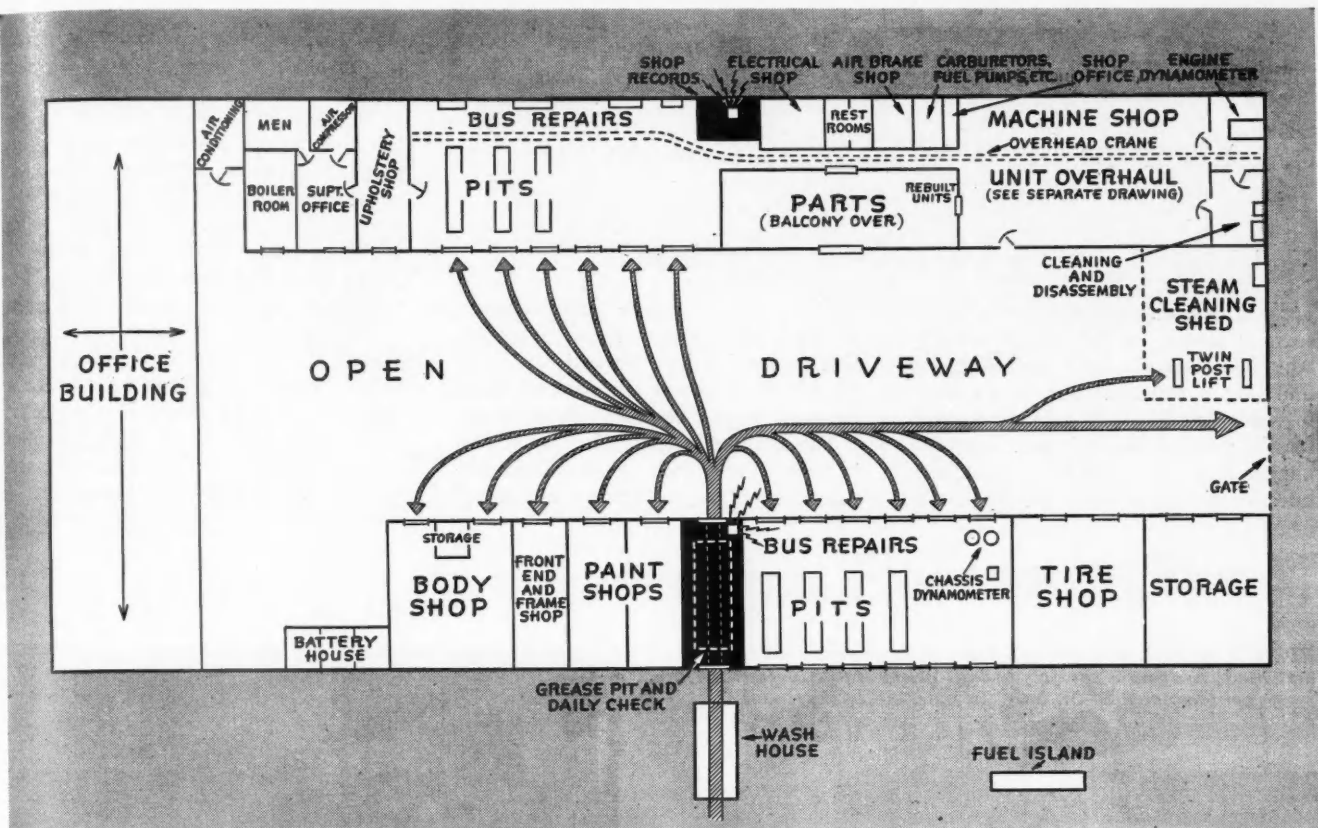 SHOP
RECORDS
ELECTRICAL
SHOP
AIR BRAKE
SHOP
CARBURETORS,
FUEL PUMPS, ETC.
SHOP
OFFICE
ENGINE
DYNAMOMETER
AIR
CONDITIONING
MEN
AIR
COMPRESSOR
BOILER
ROOM
SUPT.
OFFICE
UPHOLSTERY
SHOP
BUS REPAIRS
PITS
REST
ROOMS
MACHINE SHOP
OVERHEAD CRANE
PARTS
(BALCONY OVER)
REBUILT
UNITS
UNIT OVERHAUL
(SEE SEPARATE DRAWING)
CLEANING
AND
DISASSEMBLY
STEAM
CLEANING
SHED
TWIN
POST
LIFT
OFFICE
BUILDING
OPEN DRIVEWAY
GATE
STORAGE
BODY
SHOP
FRONT
END
AND
FRAME
SHOP
PAINT
SHOPS
BUS REPAIRS
PITS
CHASSIS
DYNAMOMETER
TIRE
SHOP
STORAGE
BATTERY
HOUSE
GREASE PIT AND
DAILY CHECK
WASH
HOUSE
FUEL ISLAND